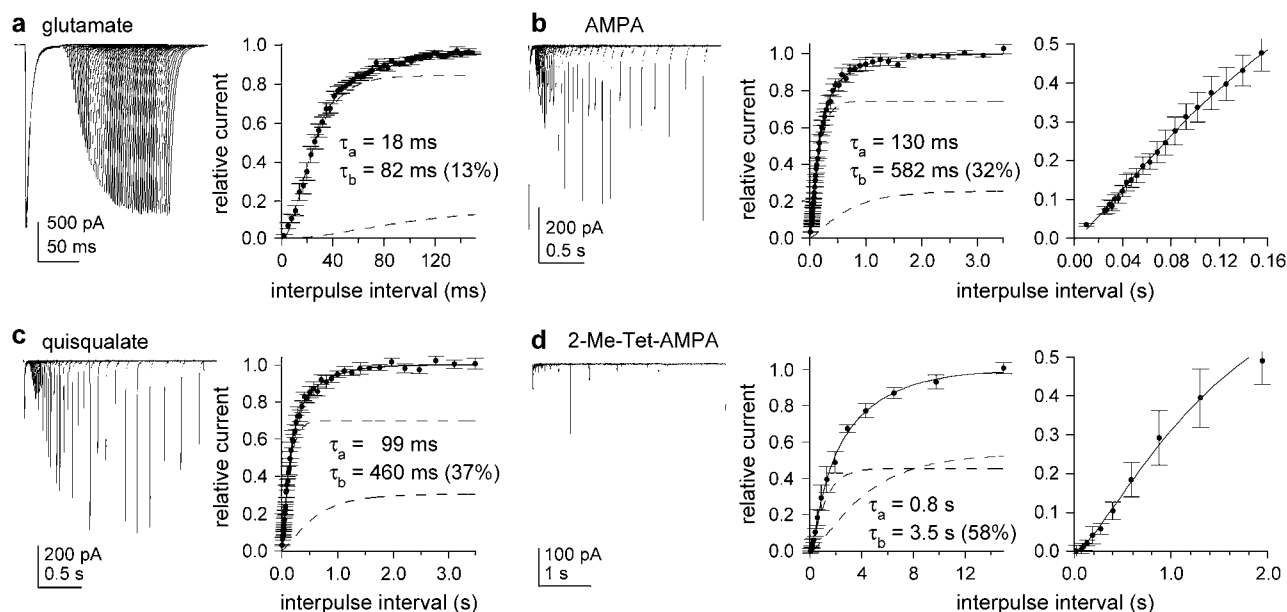 a glutamate
500 pA
50 ms
relative current
1.0
0.8
0.6
0.4
0.2
0.0
τa = 18 ms
τb = 82 ms (13%)
0 40 80 120
interpulse interval (ms)
b AMPA
200 pA
0.5 s
relative current
1.0
0.8
0.6
0.4
0.2
0.0
τa = 130 ms
τb = 582 ms (32%)
0.0 1.0 2.0 3.0
interpulse interval (s)
0.5
0.4
0.3
0.2
0.1
0.0
0.00 0.04 0.08 0.12 0.16
interpulse interval (s)
c quisqualate
200 pA
0.5 s
relative current
1.0
0.8
0.6
0.4
0.2
0.0
τa = 99 ms
τb = 460 ms (37%)
0.0 1.0 2.0 3.0
interpulse interval (s)
d 2-Me-Tet-AMPA
100 pA
1 s
relative current
1.0
0.8
0.6
0.4
0.2
0.0
τa = 0.8 s
τb = 3.5 s (58%)
0 4 8 12
interpulse interval (s)
0.5
0.4
0.3
0.2
0.1
0.0
0.0 1.0 2.0
interpulse interval (s)